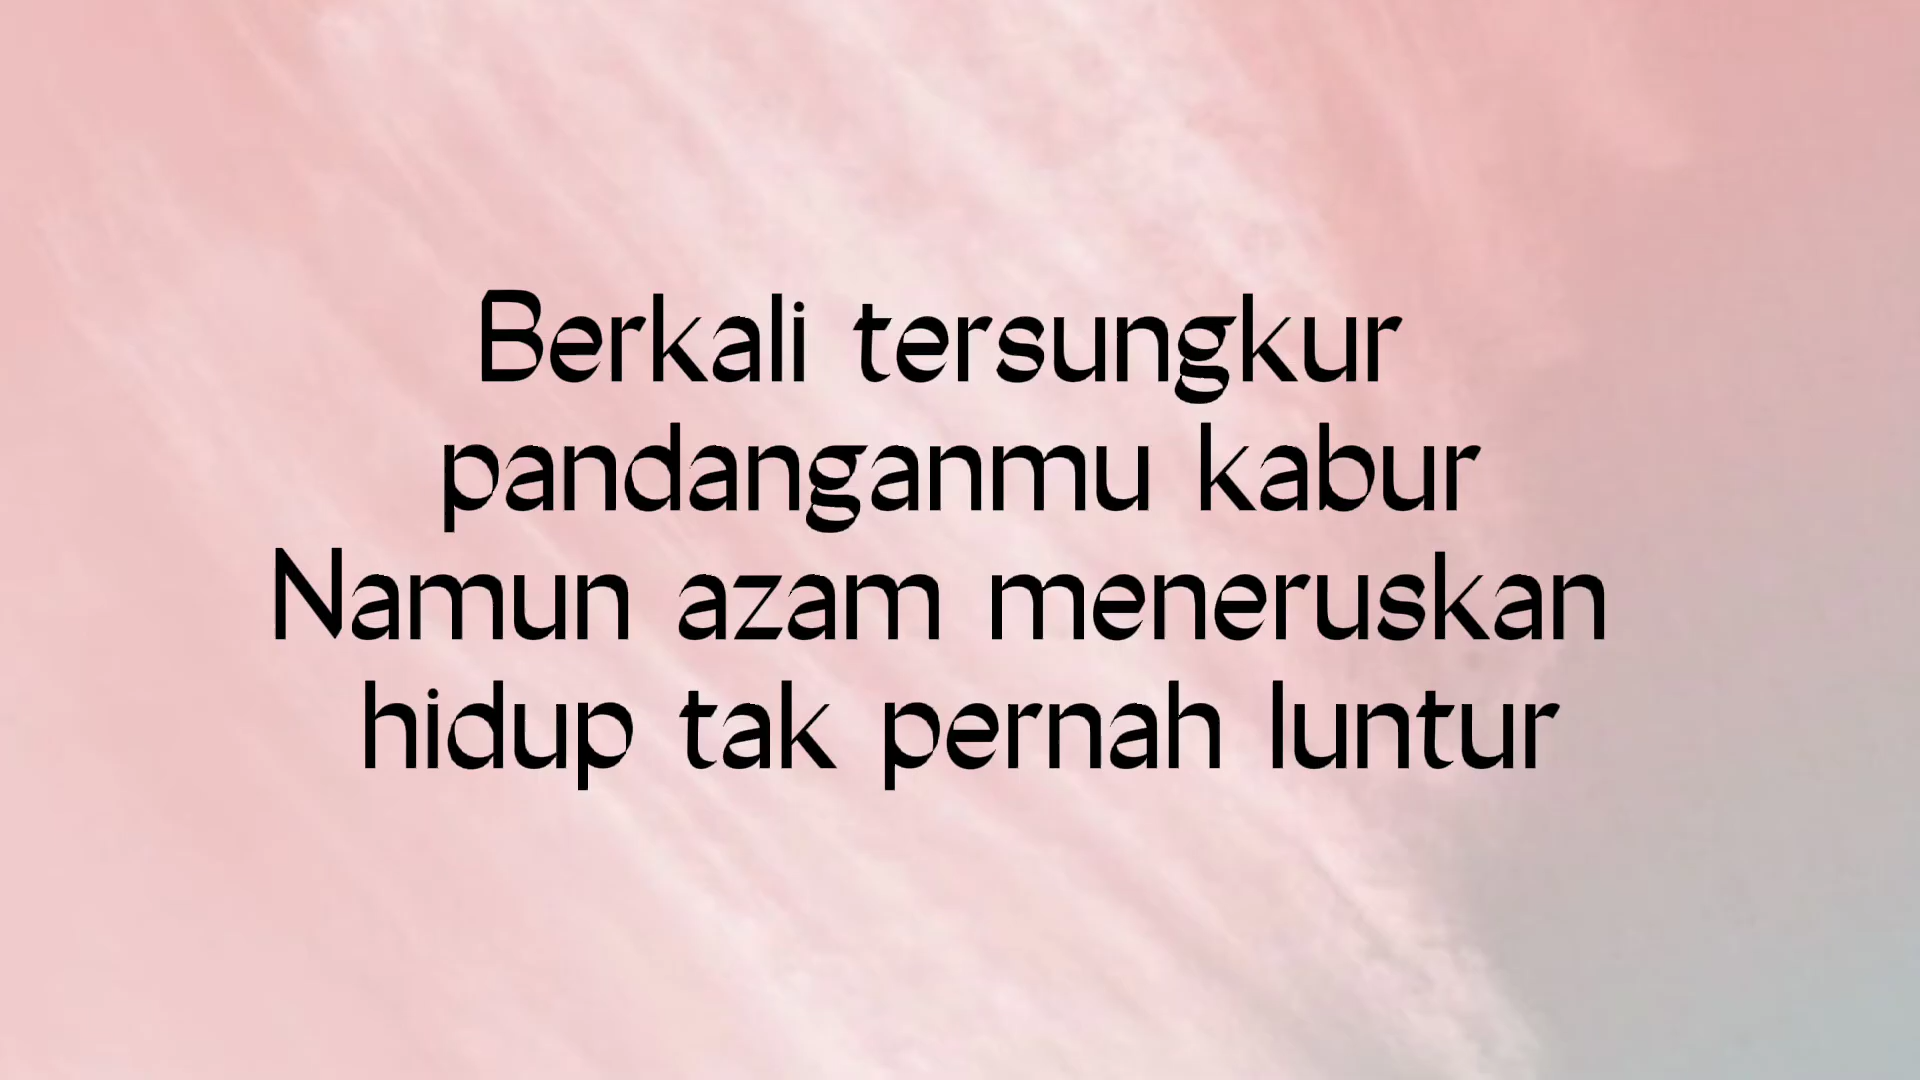 Berkali tersungkur
pandanganmu kabur
Namun azam meneruskan
hidup tak pernah luntur